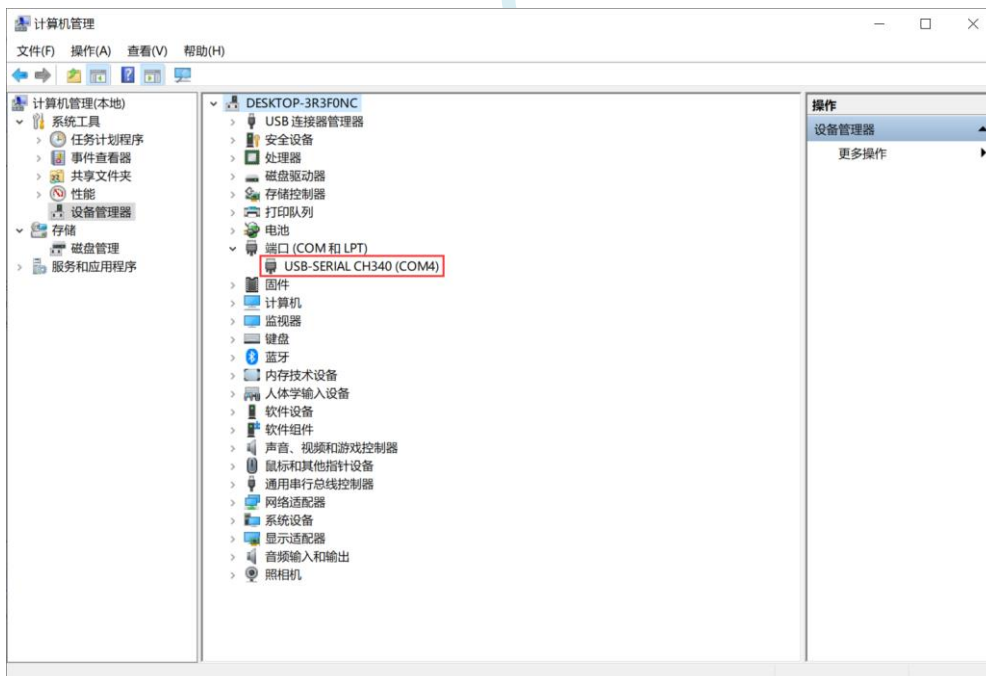 计算机管理
文件(F) 操作(A) 查看(V) 帮助(H)
计算机管理(本地)
系统工具
任务计划程序
事件查看器
共享文件夹
性能
设备管理器
存储
磁盘管理
服务和应用程序
DESKTOP-3R3F0NC
USB 连接器管理器
安全设备
处理器
磁盘驱动器
存储控制器
打印队列
电池
端口 (COM 和 LPT)
USB-SERIAL CH340 (COM4)
固件
计算机
监视器
键盘
蓝牙
内存技术设备
人体学输入设备
软件设备
软件组件
声音、视频和游戏控制器
鼠标和其他指针设备
通用串行总线控制器
网络适配器
系统设备
显示适配器
音频输入和输出
照相机
操作
设备管理器
更多操作